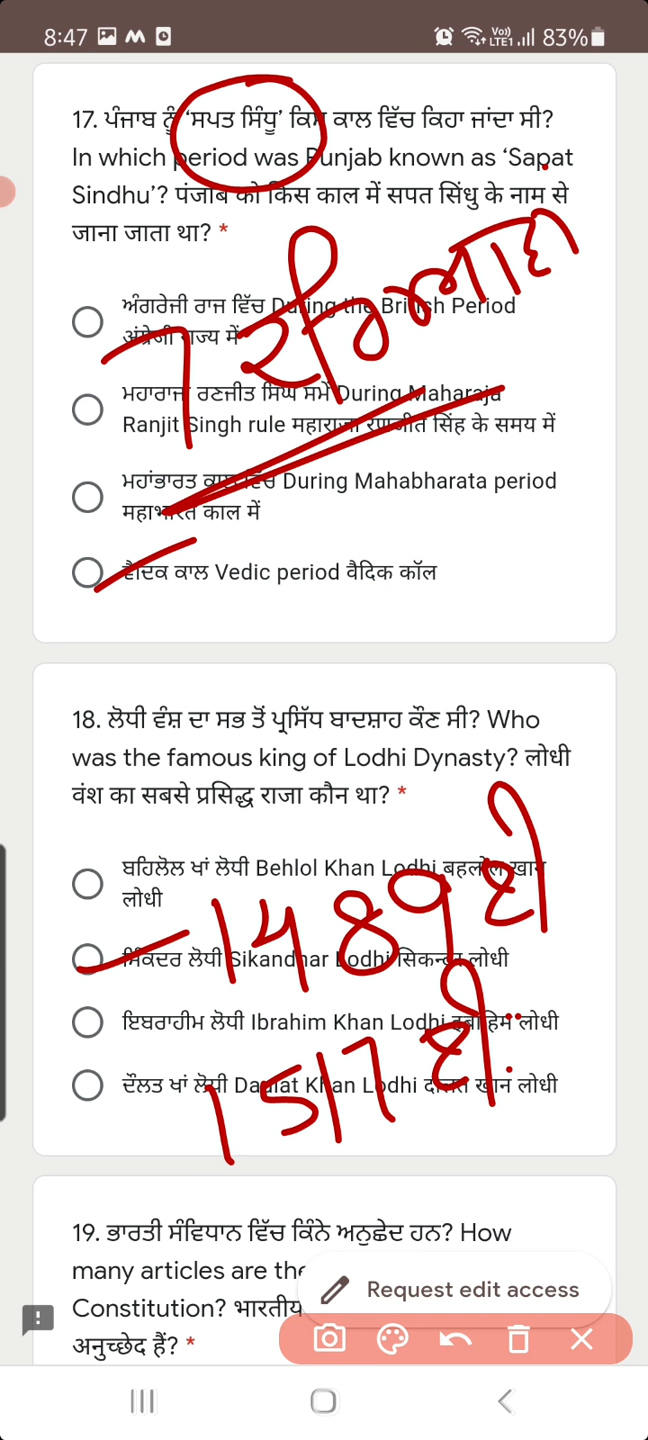 8:47
Vo))
LTE1
83%
17. ਪੰਜਾਬ ਨੂੰ ‘ਸਪਤ ਸਿੰਧੂ’ ਕਿਸ ਕਾਲ ਵਿੱਚ ਕਿਹਾ ਜਾਂਦਾ ਸੀ?
In which period was Punjab known as ‘Sapat
Sindhu’? पंजाब को किस काल में सपत सिंधु के नाम से
जाना जाता था? *
ਅੰਗਰੇਜੀ ਰਾਜ ਵਿੱਚ During the British Period
अंग्रेजी राज्य में
ਮਹਾਰਾਜਾ ਰਣਜੀਤ ਸਿੰਘ ਸਮੇਂ During Maharaja
Ranjit Singh rule महाराजा रणजीत सिंह के समय में
ਮਹਾਂਭਾਰਤ ਕਾਲ ਵਿੱਚ During Mahabharata period
महाभारत काल में
ਵੈਦਿਕ ਕਾਲ Vedic period वैदिक कॉल
7
18. ਲੋਧੀ ਵੰਸ਼ ਦਾ ਸਭ ਤੋਂ ਪ੍ਰਸਿੱਧ ਬਾਦਸ਼ਾਹ ਕੌਣ ਸੀ? Who
was the famous king of Lodhi Dynasty? लोधी
वंश का सबसे प्रसिद्ध राजा कौन था? *
ਬਹਿਲੋਲ ਖਾਂ ਲੋਧੀ Behlol Khan Lodhi बहलोल खान
लोधी
ਸਿਕੰਦਰ ਲੋਧੀ Sikandhar Lodhi सिकन्दर लोधी
ਇਬਰਾਹੀਮ ਲੋਧੀ Ibrahim Khan Lodhi इब्राहिम लोधी
ਦੌਲਤ ਖਾਂ ਲੋਧੀ Daulat Khan Lodhi दौलत खान लोधी
1489 ਈ
1517 ਈ:
19. ਭਾਰਤੀ ਸੰਵਿਧਾਨ ਵਿੱਚ ਕਿੰਨੇ ਅਨੁਛੇਦ ਹਨ? How
many articles are the
Constitution? भारतीय
अनुच्छेद हैं? *
Request edit access